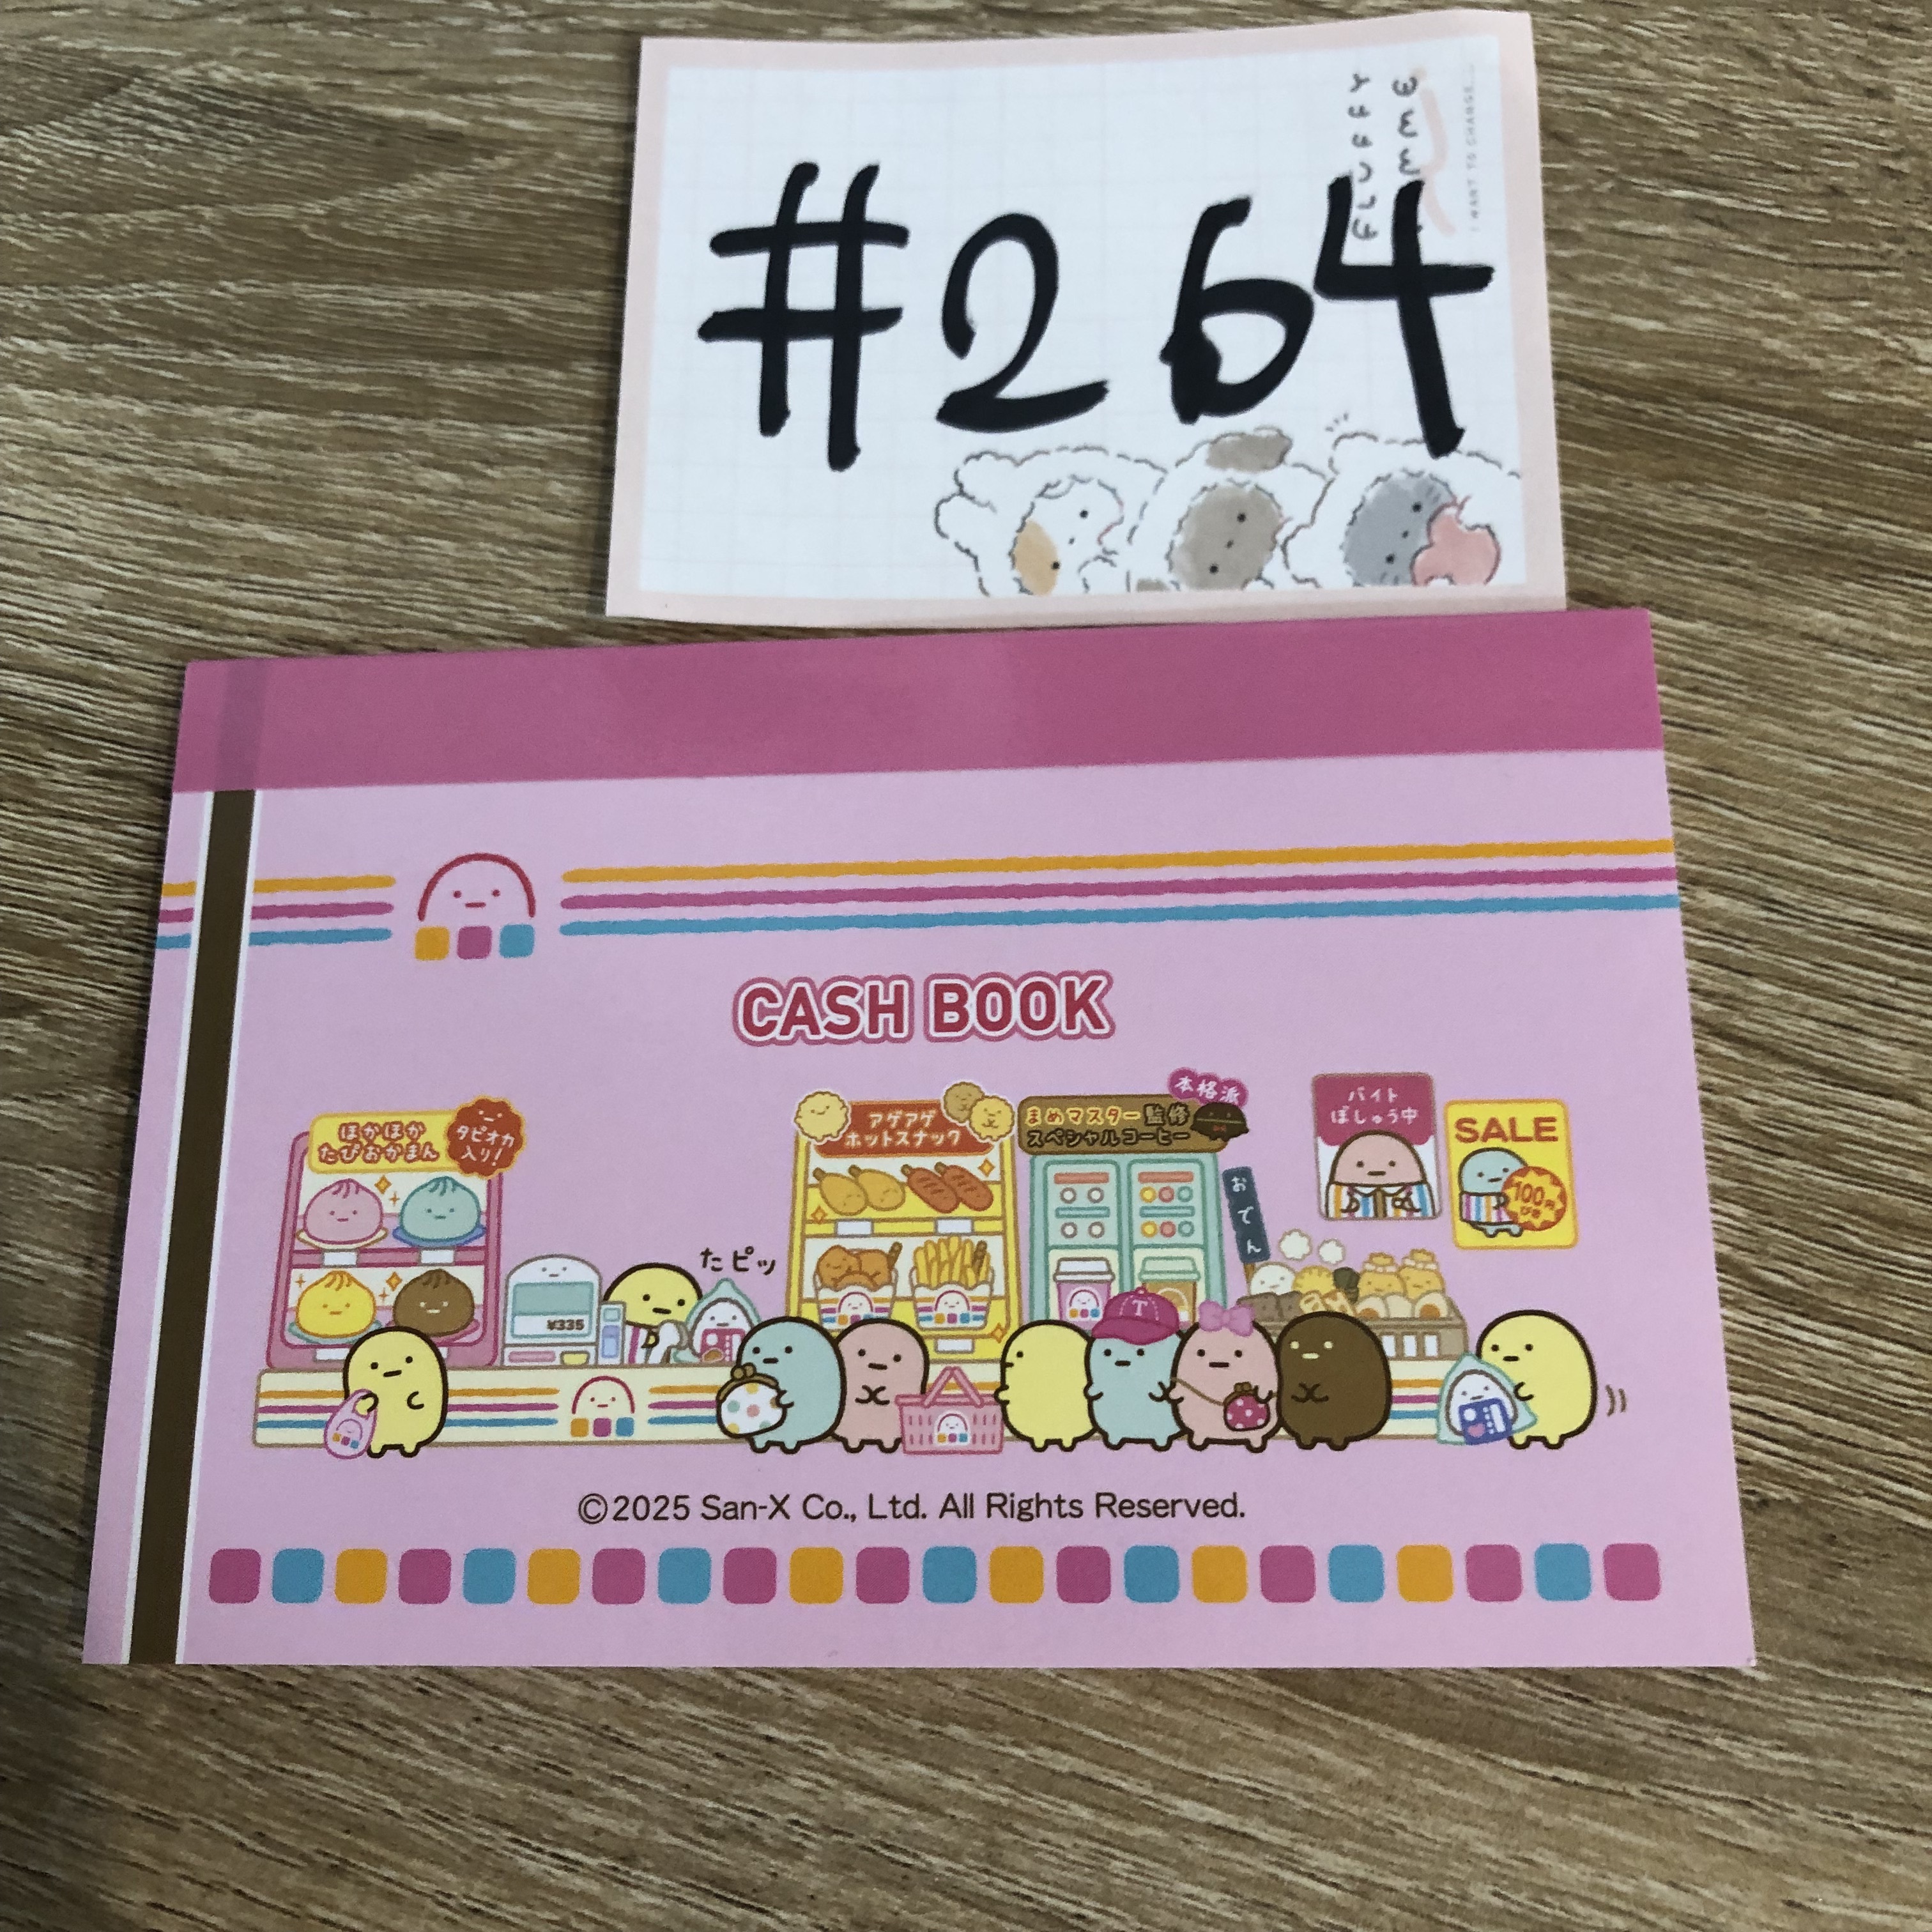 FLUFFY
I WANT TO CHANGE
#264
CASH BOOK
本格派
ほかほか
たぴおかまん
タピオカ
入り!
アゲアゲ
ホットスナック
まめマスター監修
スペシャルコーヒー
バイト
ぼしゅう中
SALE
100円
びき
おでん
たピッ
¥335
T
©2025 San-X Co., Ltd. All Rights Reserved.